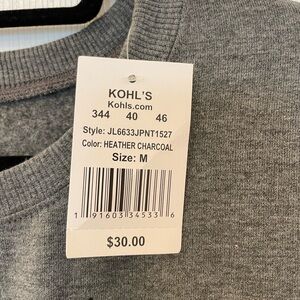 KOHL'S
Kohls.com
344 40 46
Style: JL6633JPNT1527
Color: HEATHER CHARCOAL
Size: M
1 91603 34533 6
$30.00